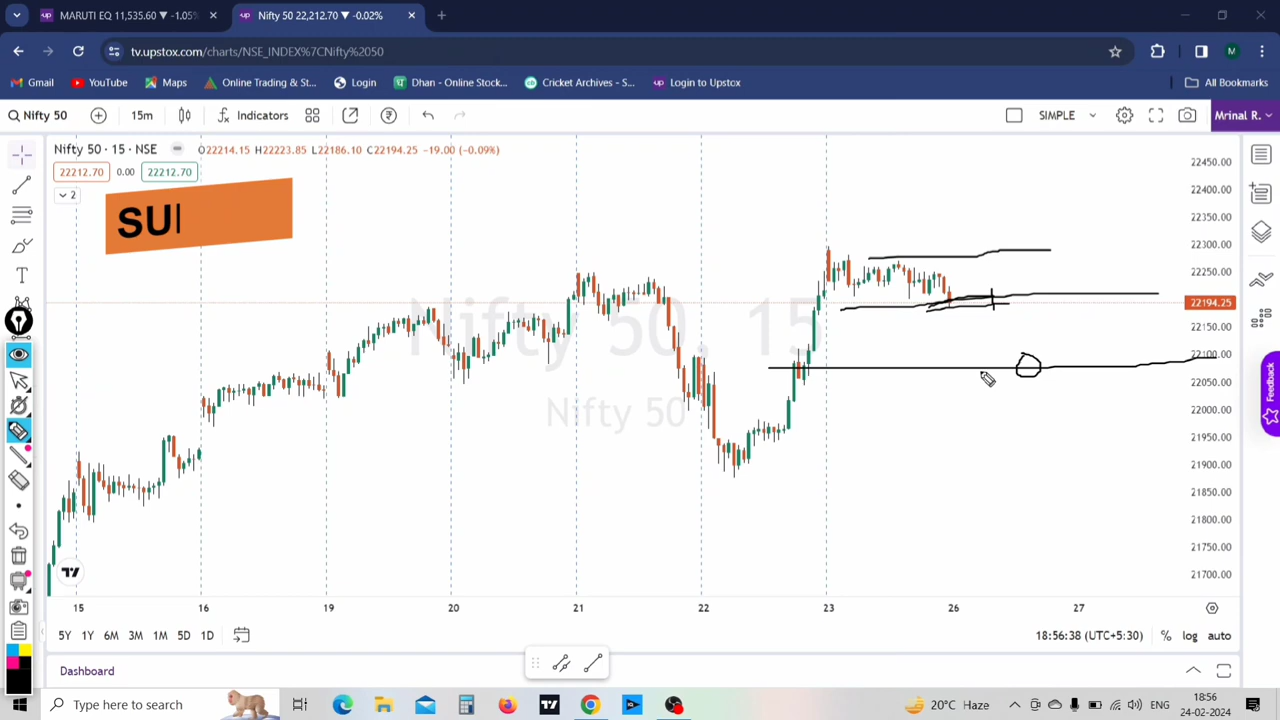 MARUTI EQ 11,535.60 ▼ -1.05%
Nifty 50 22,212.70 ▼ -0.02%
tv.upstox.com/charts/NSE_INDEX%7CNifty%2050
M
Gmail YouTube Maps Online Trading & St... Login Dhan - Online Stock... Cricket Archives - S... Login to Upstox All Bookmarks
Nifty 50 15m Indicators SIMPLE Mrinal R.
Nifty 50 · 15 · NSE O22214.15 H22223.85 L22186.10 C22194.25 -19.00 (-0.09%)
22212.70 0.00 22212.70
2
SU
Nifty 50, 15
Nifty 50
22450.00
22400.00
22350.00
22300.00
22250.00
22194.25
22150.00
22100.00
22050.00
22000.00
21950.00
21900.00
21850.00
21800.00
21750.00
21700.00
Feedback
15 16 19 20 21 22 23 26 27
5Y 1Y 6M 3M 1M 5D 1D 18:56:38 (UTC+5:30) % log auto
Dashboard
Type here to search 20°C Haze ENG 18:56
24-02-2024